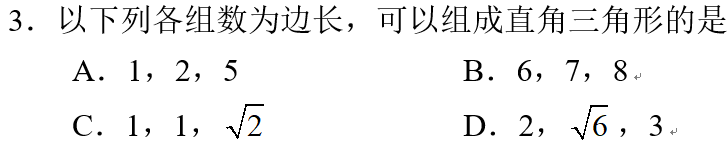 3．以下列各组数为边长，可以组成直角三角形的是
A．1，2，5 B．6，7，8
C．1，1，√2 D．2，√6，3